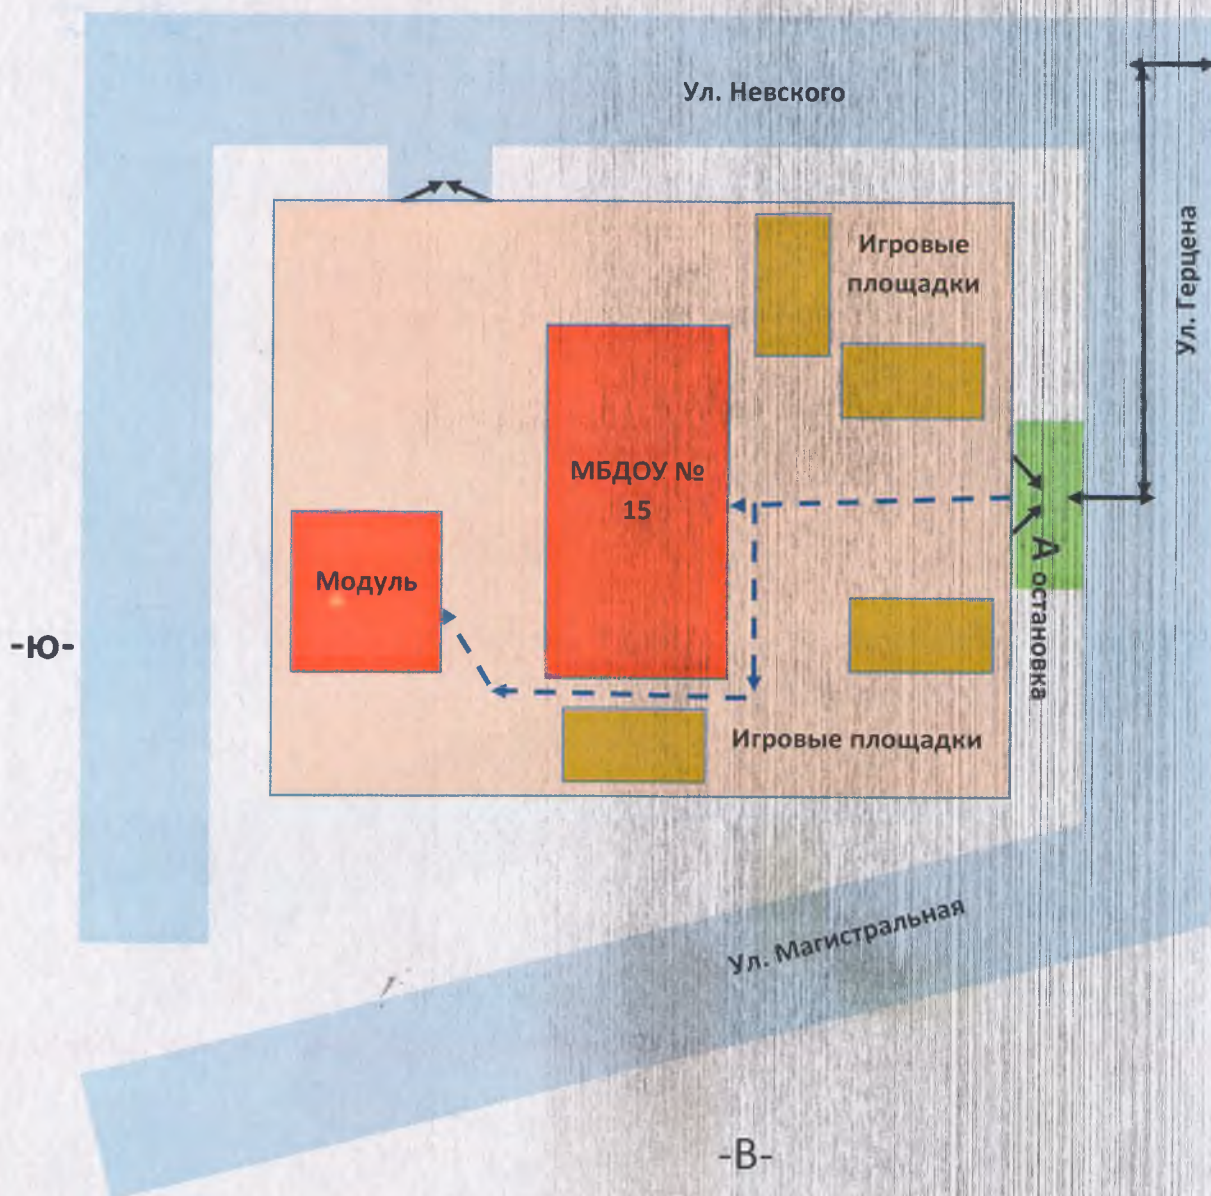 Ул. Невского
Игровые
площадки
Ул. Герцена
МБДОУ №
15
Модуль
-Ю-
А остановка
Игровые площадки
Ул. Магистральная
-В-